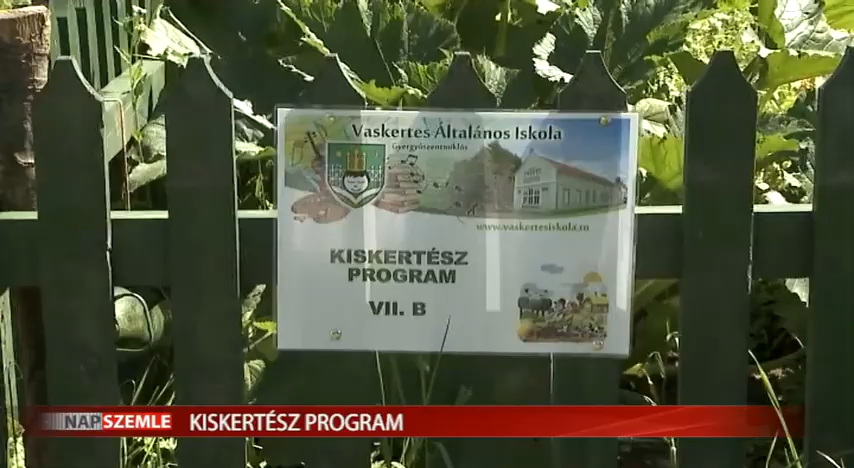 Vaskertes Általános Iskola
Gyergyószentmiklós
www.vaskertesiskola.ro
KISKERTÉSZ
PROGRAM
VII. B
NAPSZEMLE KISKERTÉSZ PROGRAM